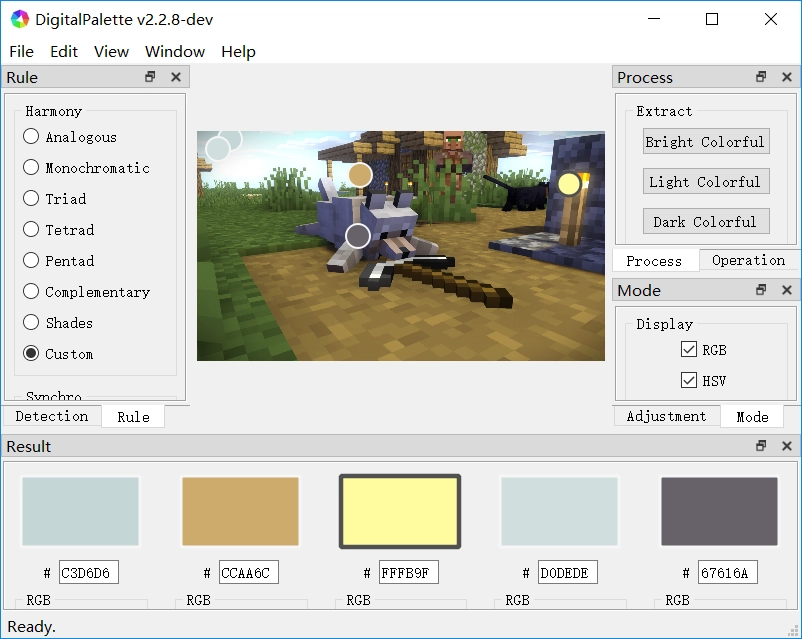 DigitalPalette v2.2.8-dev
File Edit View Window Help
Rule
Harmony
Analogous
Monochromatic
Triad
Tetrad
Pentad
Complementary
Shades
Custom
Synchro
Detection Rule
Process
Extract
Bright Colorful
Light Colorful
Dark Colorful
Process Operation
Mode
Display
RGB
HSV
Adjustment Mode
Result
# C3D6D6 # CCAA6C # FFFB9F # D0DEDE # 67616A
RGB RGB RGB RGB RGB
Ready.